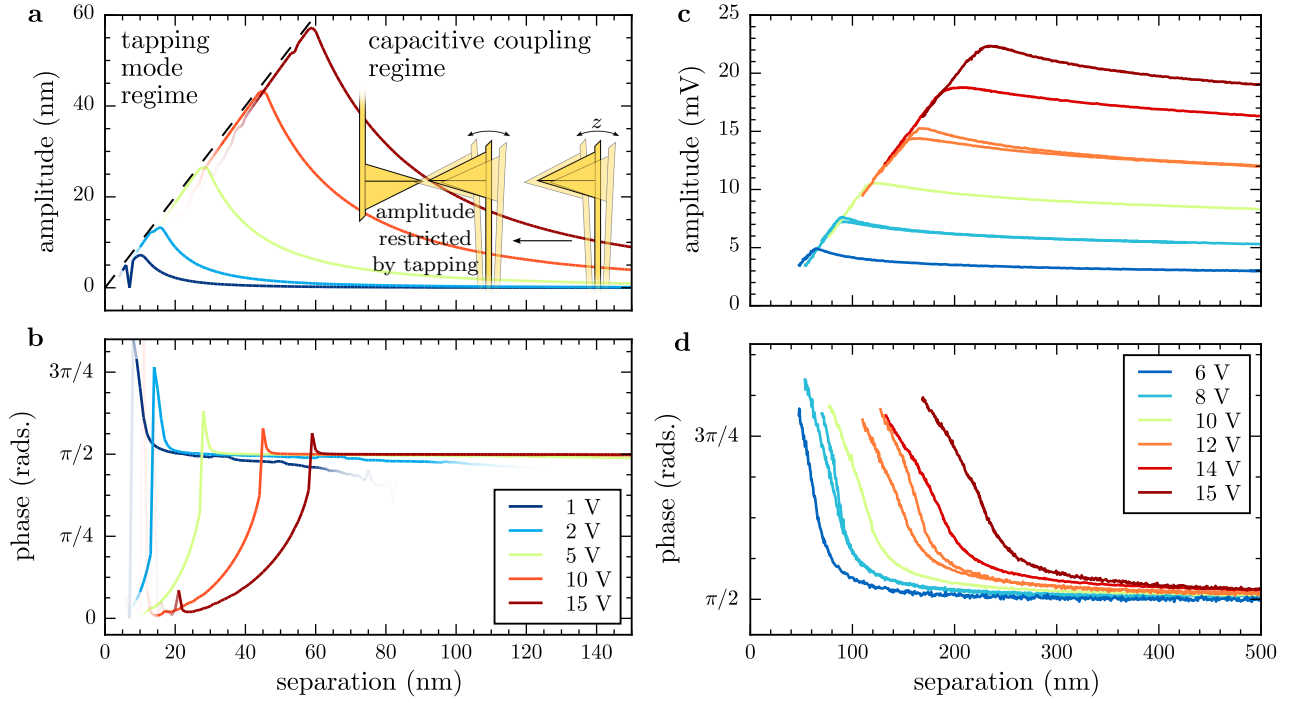 a
60
40
20
0
amplitude (nm)
tapping
mode
regime
capacitive coupling
regime
z
amplitude
restricted
by tapping
b
3π/4
π/2
π/4
0
phase (rads.)
1 V
2 V
5 V
10 V
15 V
0 20 40 60 80 100 120 140
separation (nm)
c
25
20
15
10
5
0
amplitude (mV)
d
3π/4
π/2
phase (rads.)
6 V
8 V
10 V
12 V
14 V
15 V
0 100 200 300 400 500
separation (nm)